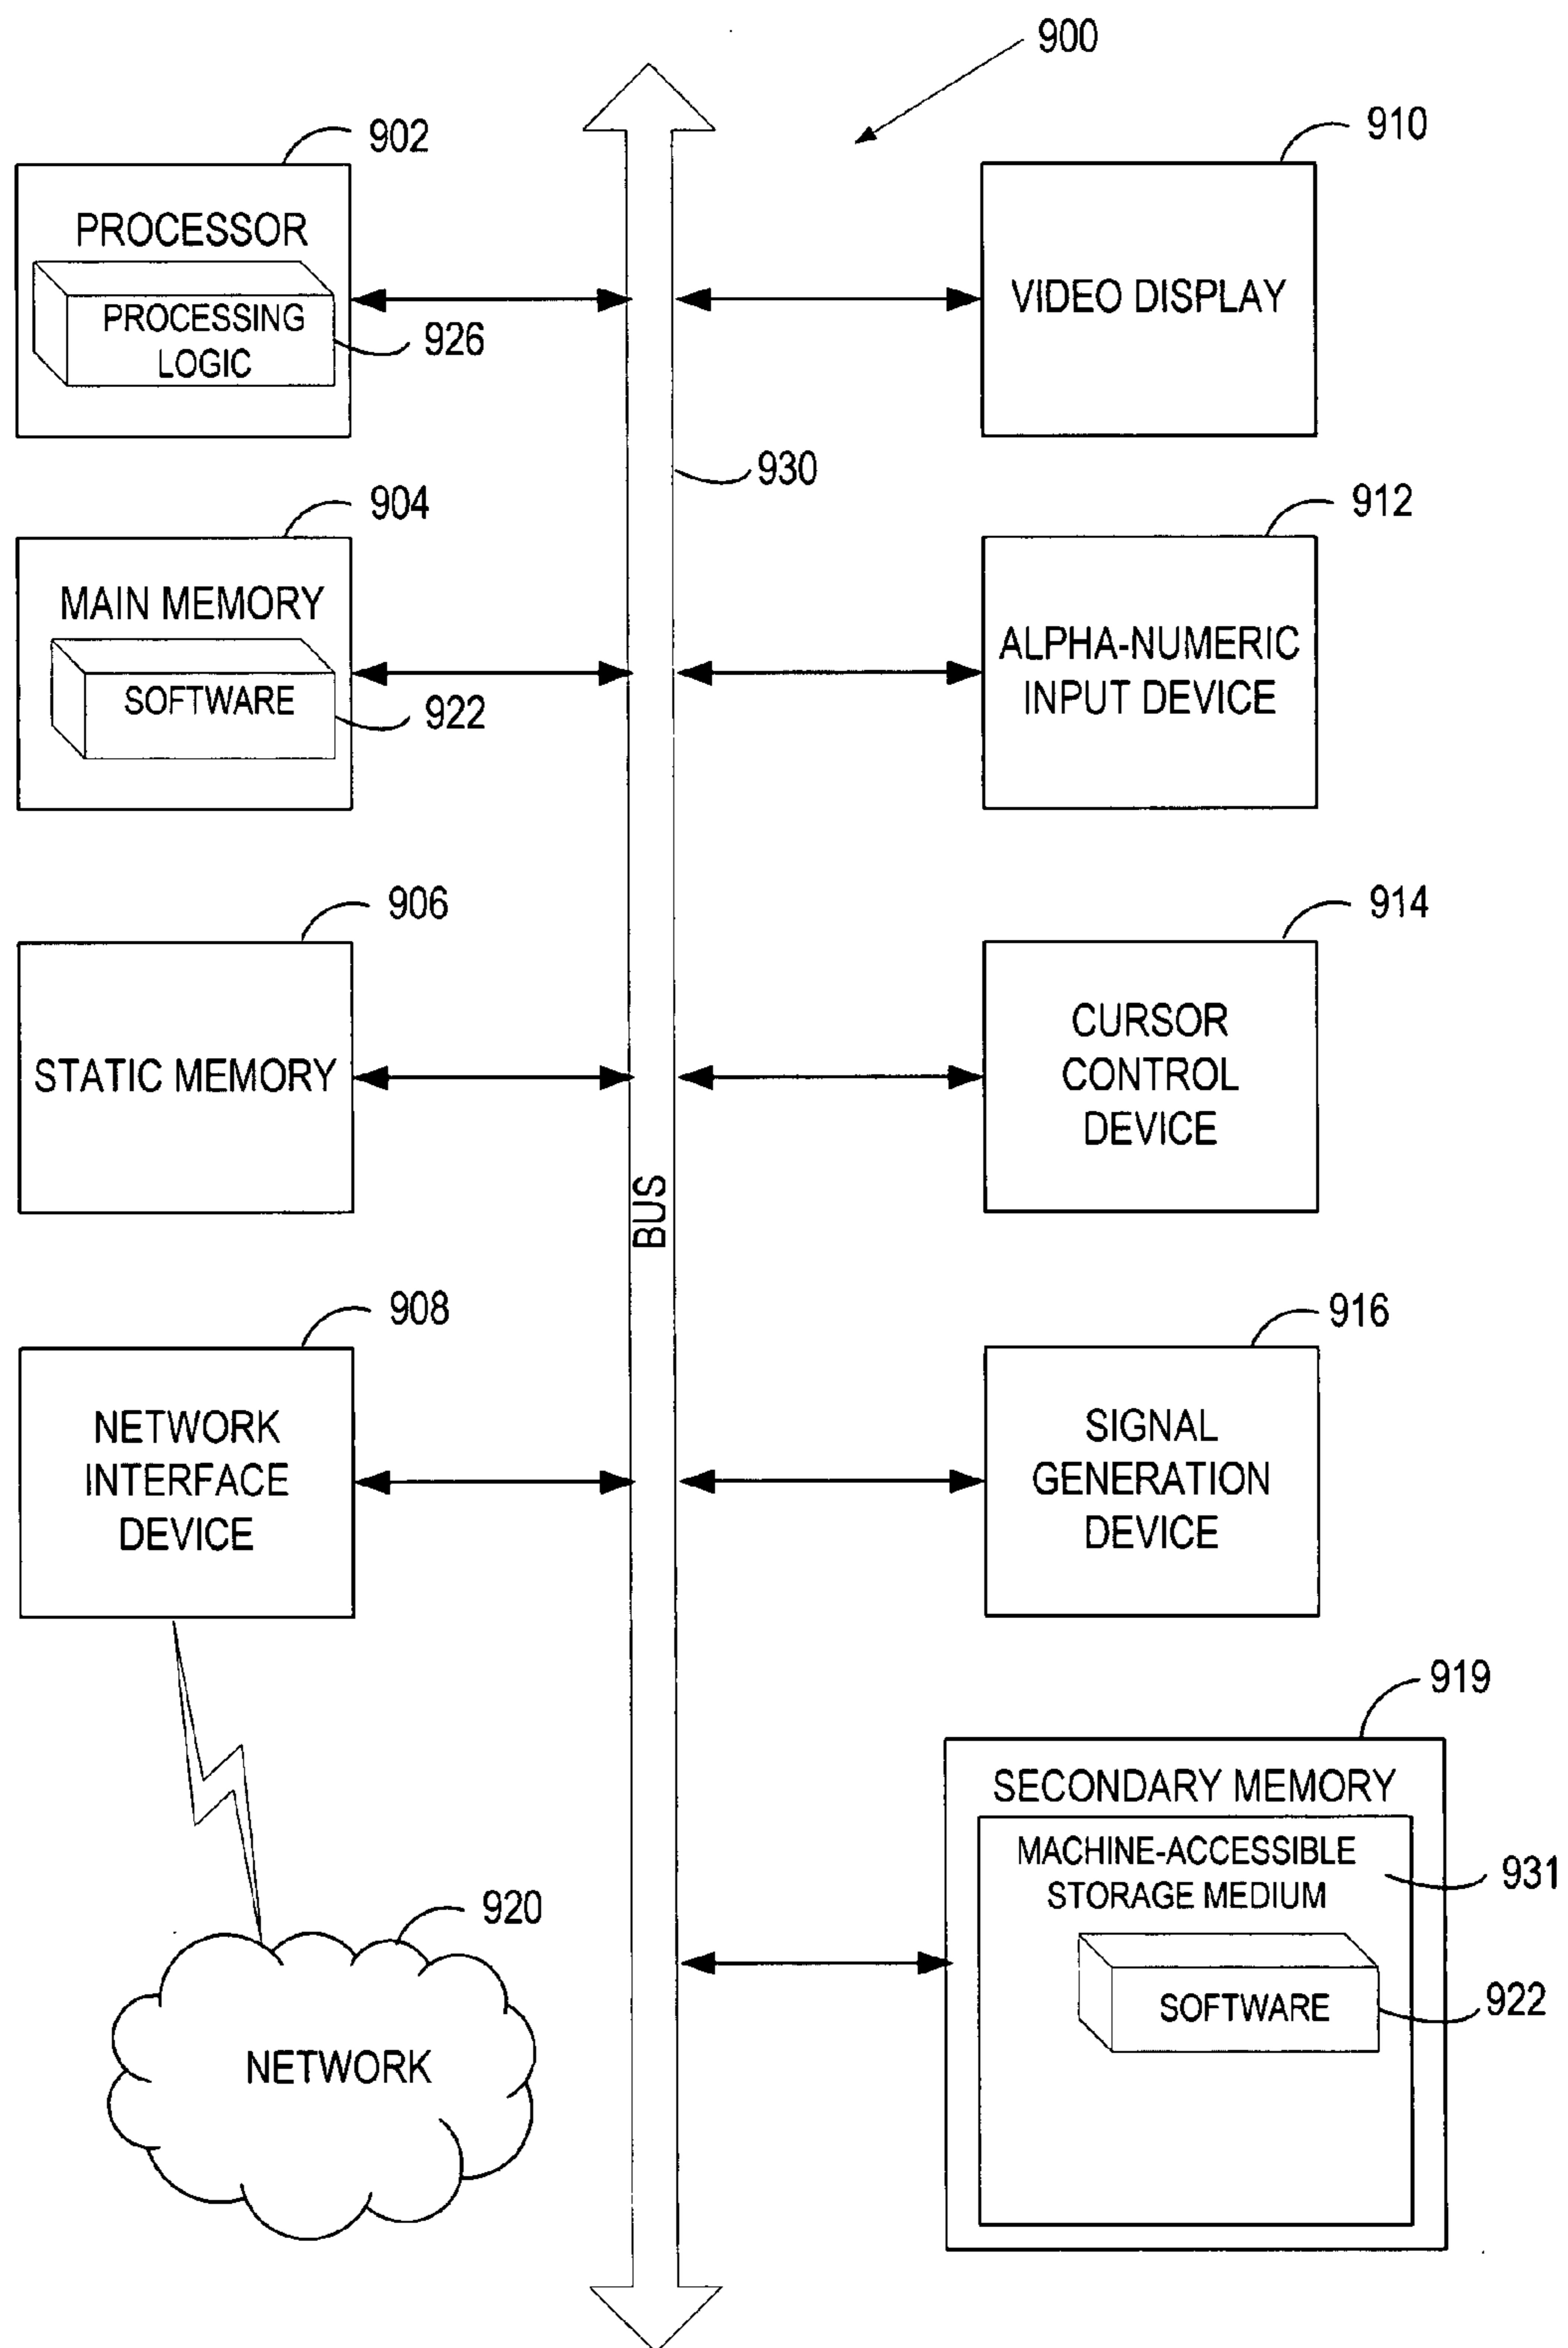 900
902
PROCESSOR
PROCESSING
LOGIC
926
904
MAIN MEMORY
SOFTWARE
922
906
STATIC MEMORY
908
NETWORK
INTERFACE
DEVICE
920
NETWORK
930
BUS
910
VIDEO DISPLAY
912
ALPHA-NUMERIC
INPUT DEVICE
914
CURSOR
CONTROL
DEVICE
916
SIGNAL
GENERATION
DEVICE
919
SECONDARY MEMORY
MACHINE-ACCESSIBLE
STORAGE MEDIUM
931
SOFTWARE
922